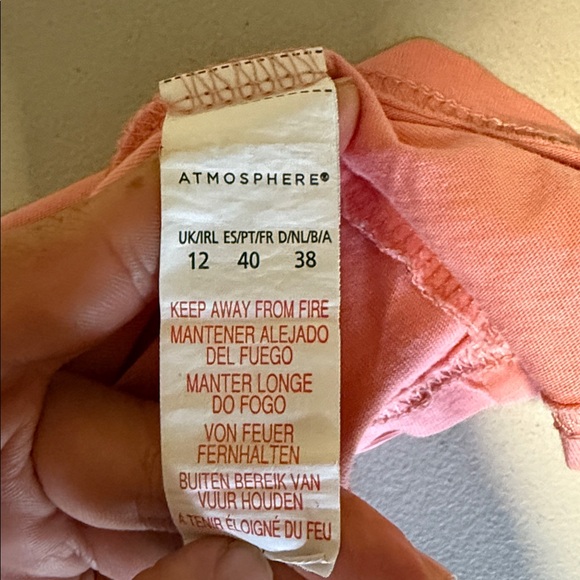 ATMOSPHERE®
UK/IRL ES/PT/FR D/NL/B/A
12 40 38
KEEP AWAY FROM FIRE
MANTENER ALEJADO
DEL FUEGO
MANTER LONGE
DO FOGO
VON FEUER
FERNHALTEN
BUITEN BEREIK VAN
VUUR HOUDEN
A TENIR ÉLOIGNÉ DU FEU